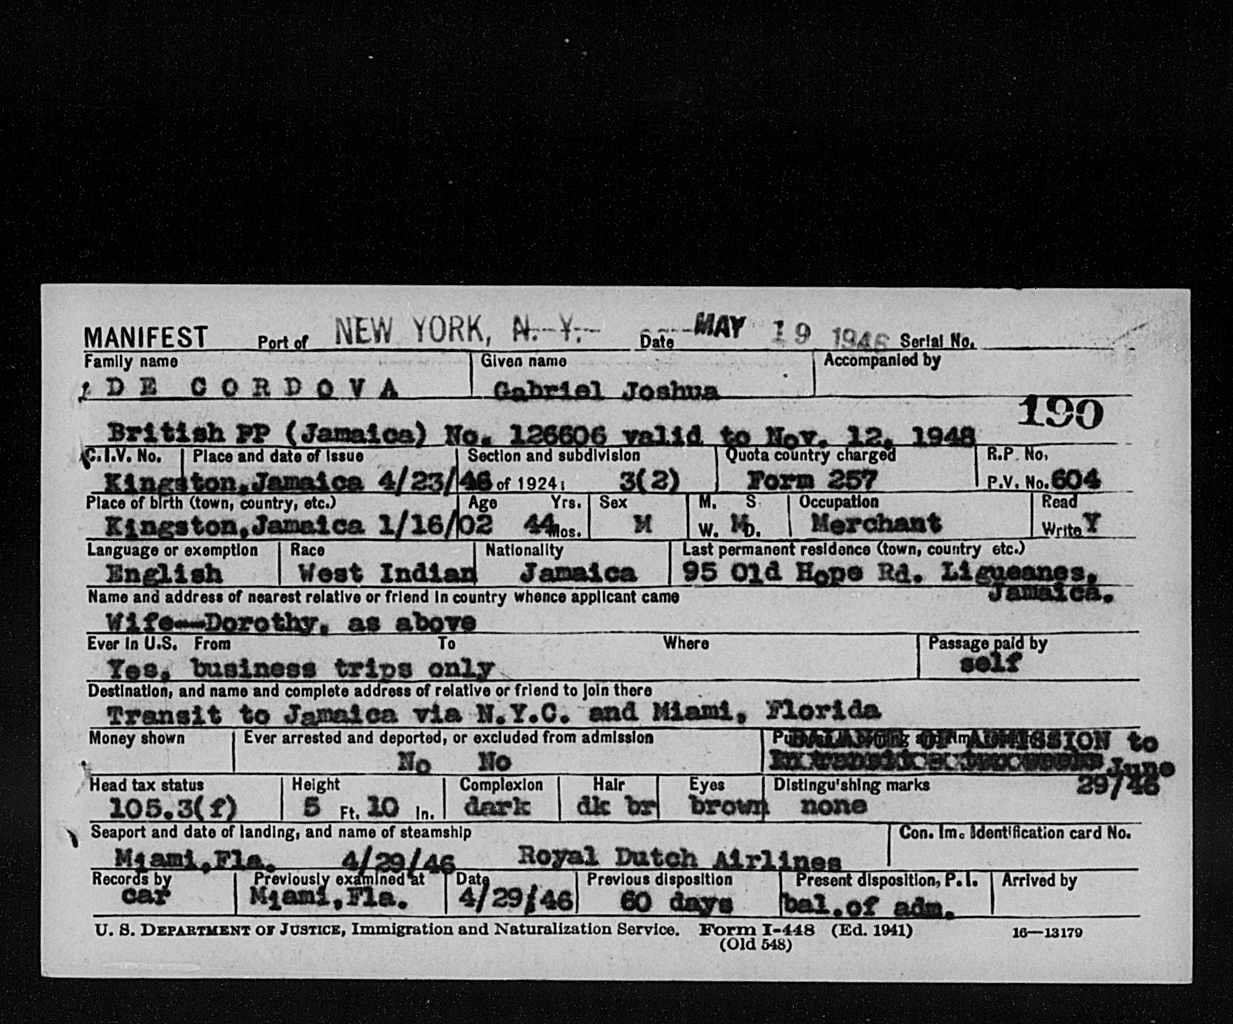 MANIFEST Port of NEW YORK, N. Y. Date MAY 19 1946 Serial No.
Family name Given name Accompanied by
DE CORDOVA Gabriel Joshua
190
British PP (Jamaica) No. 126606 valid to Nov. 12, 1948
C.I.V. No. Place and date of issue Section and subdivision Quota country charged R.P. No.
Kingston,Jamaica 4/23/46 of 1924: 3(2) Form 257 P.V. No. 604
Place of birth (town, country, etc.) Age Yrs. Sex M. S Occupation Read
Kingston,Jamaica 1/16/02 44 Mos. M W. M D. Merchant Write Y
Language or exemption Race Nationality Last permanent residence (town, country etc.)
English West Indian Jamaica 95 Old Hope Rd. Ligueanes,
Jamaica.
Name and address of nearest relative or friend in country whence applicant came
Wife--Dorothy, as above
Ever in U.S. From To Where Passage paid by
Yes, business trips only self
Destination, and name and complete address of relative or friend to join there
Transit to Jamaica via N.Y.C. and Miami, Florida
Money shown Ever arrested and deported, or excluded from admission BALANCE OF ADMISSION to
No No June
29/46
Head tax status Height Complexion Hair Eyes Distinguishing marks
105.3(f) 5 Ft. 10 In. dark dk br brown none
Seaport and date of landing, and name of steamship Con. Im. Identification card No.
Miami,Fla. 4/29/46 Royal Dutch Airlines
Records by Previously examined at Date Previous disposition Present disposition, P.I. Arrived by
car Miami,Fla. 4/29/46 60 days bal.of adm.
U. S. DEPARTMENT OF JUSTICE, Immigration and Naturalization Service. Form I-448 (Ed. 1941) 16—13179
(Old 548)